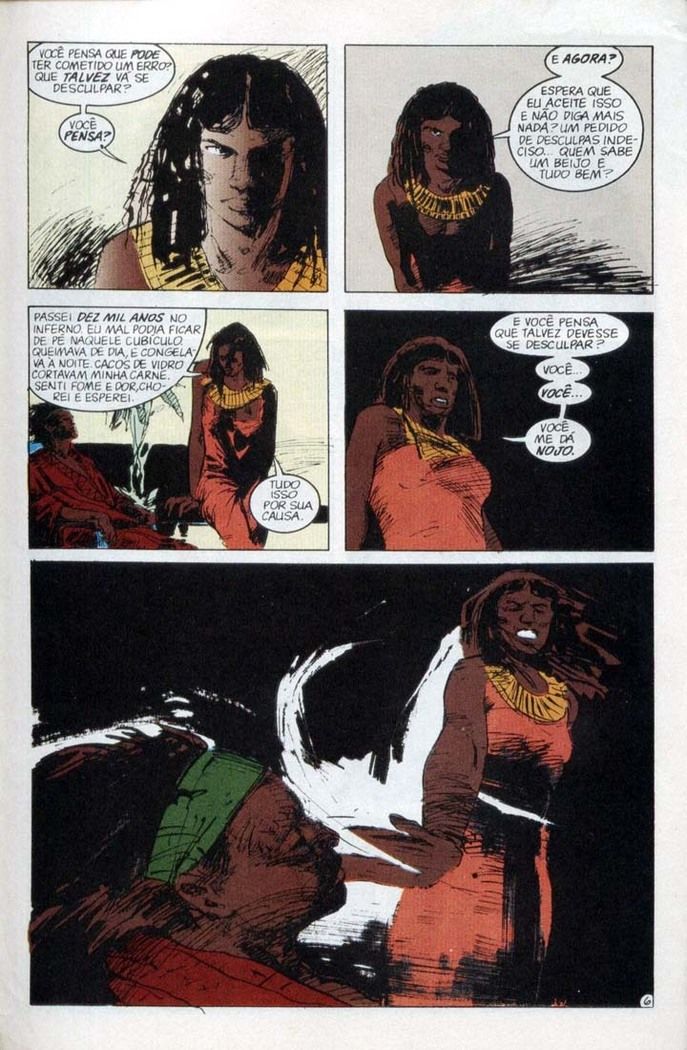 VOCÊ PENSA QUE PODE
TER COMETIDO UM ERRO?
QUE TALVEZ VÁ SE
DESCULPAR?
VOCÊ
PENSA?
E AGORA?
ESPERA QUE
EU ACEITE ISSO
E NÃO DIGA MAIS
NADA? UM PEDIDO
DE DESCULPAS INDE-
CISO... QUEM SABE
UM BEIJO E
TUDO BEM?
PASSEI DEZ MIL ANOS NO
INFERNO. EU MAL PODIA FICAR
DE PÉ NAQUELE CUBÍCULO.
QUEIMAVA DE DIA, E CONGELA-
VA À NOITE. CACOS DE VIDRO
CORTAVAM MINHA CARNE.
SENTI FOME E DOR, CHO-
REI E ESPEREI.
TUDO
ISSO
POR SUA
CAUSA.
E VOCÊ PENSA
QUE TALVEZ DEVESSE
SE DESCULPAR?
VOCÊ...
VOCÊ...
VOCÊ
ME DÁ
NOJO.
6